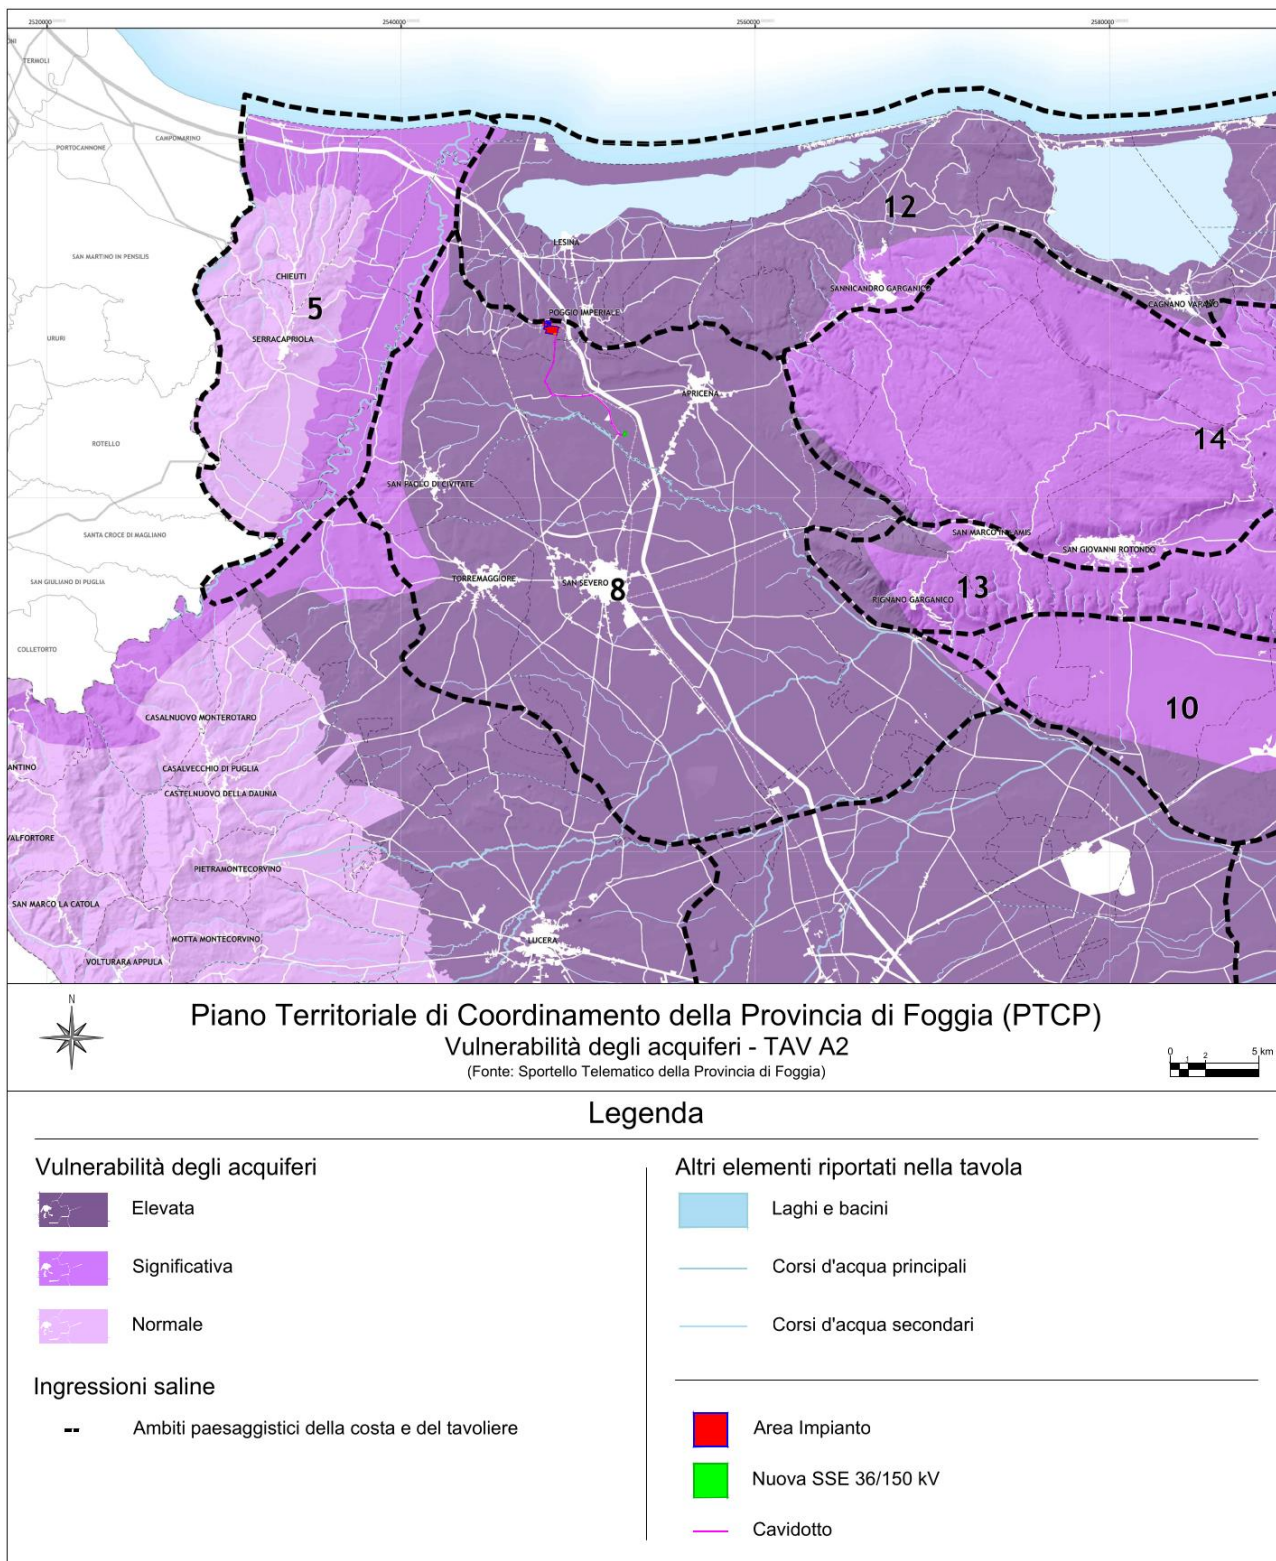 2520000
2540000
2560000
2580000
TERMOLI
CAMPOMARINO
PORTOCANNONE
12
LESINA
SAN MARTINO IN PENSILIS
CHIEUTI
SANNICANDRO GARGANICO
CAGNANO VARANO
5
POGGIO IMPERIALE
URURI
SERRACAPRIOLA
APRICENA
ROTELLO
14
SAN PAOLO DI CIVITATE
SANTA CROCE DI MAGLIANO
SAN MARCO IN LAMIS
SAN GIOVANNI ROTONDO
SAN GIULIANO DI PUGLIA
TORREMAGGIORE
SAN SEVERO
8
13
RIGNANO GARGANICO
COLLETORTO
10
CASALNUOVO MONTEROTARO
ANTINO
CASALVECCHIO DI PUGLIA
CASTELNUOVO DELLA DAUNIA
VALFORTORE
PIETRAMONTECORVINO
SAN MARCO LA CATOLA
MOTTA MONTECORVINO
LUCERA
VOLTURARA APPULA
N
Piano Territoriale di Coordinamento della Provincia di Foggia (PTCP)
Vulnerabilità degli acquiferi - TAV A2
(Fonte: Sportello Telematico della Provincia di Foggia)
0 1 2 5 km
Legenda
Vulnerabilità degli acquiferi
Elevata
Significativa
Normale
Ingressioni saline
Ambiti paesaggistici della costa e del tavoliere
Altri elementi riportati nella tavola
Laghi e bacini
Corsi d'acqua principali
Corsi d'acqua secondari
Area Impianto
Nuova SSE 36/150 kV
Cavidotto